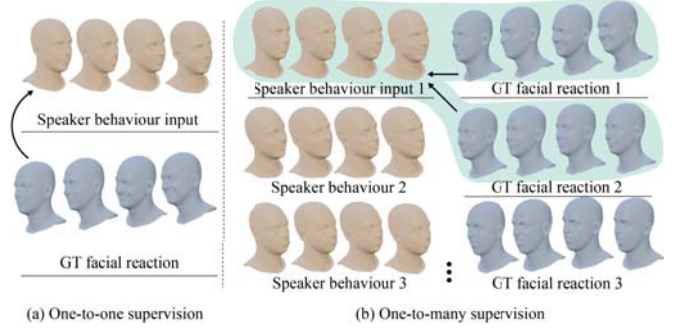 Speaker behaviour input
GT facial reaction
(a) One-to-one supervision
Speaker behaviour input 1
GT facial reaction 1
Speaker behaviour 2
GT facial reaction 2
Speaker behaviour 3
GT facial reaction 3
(b) One-to-many supervision